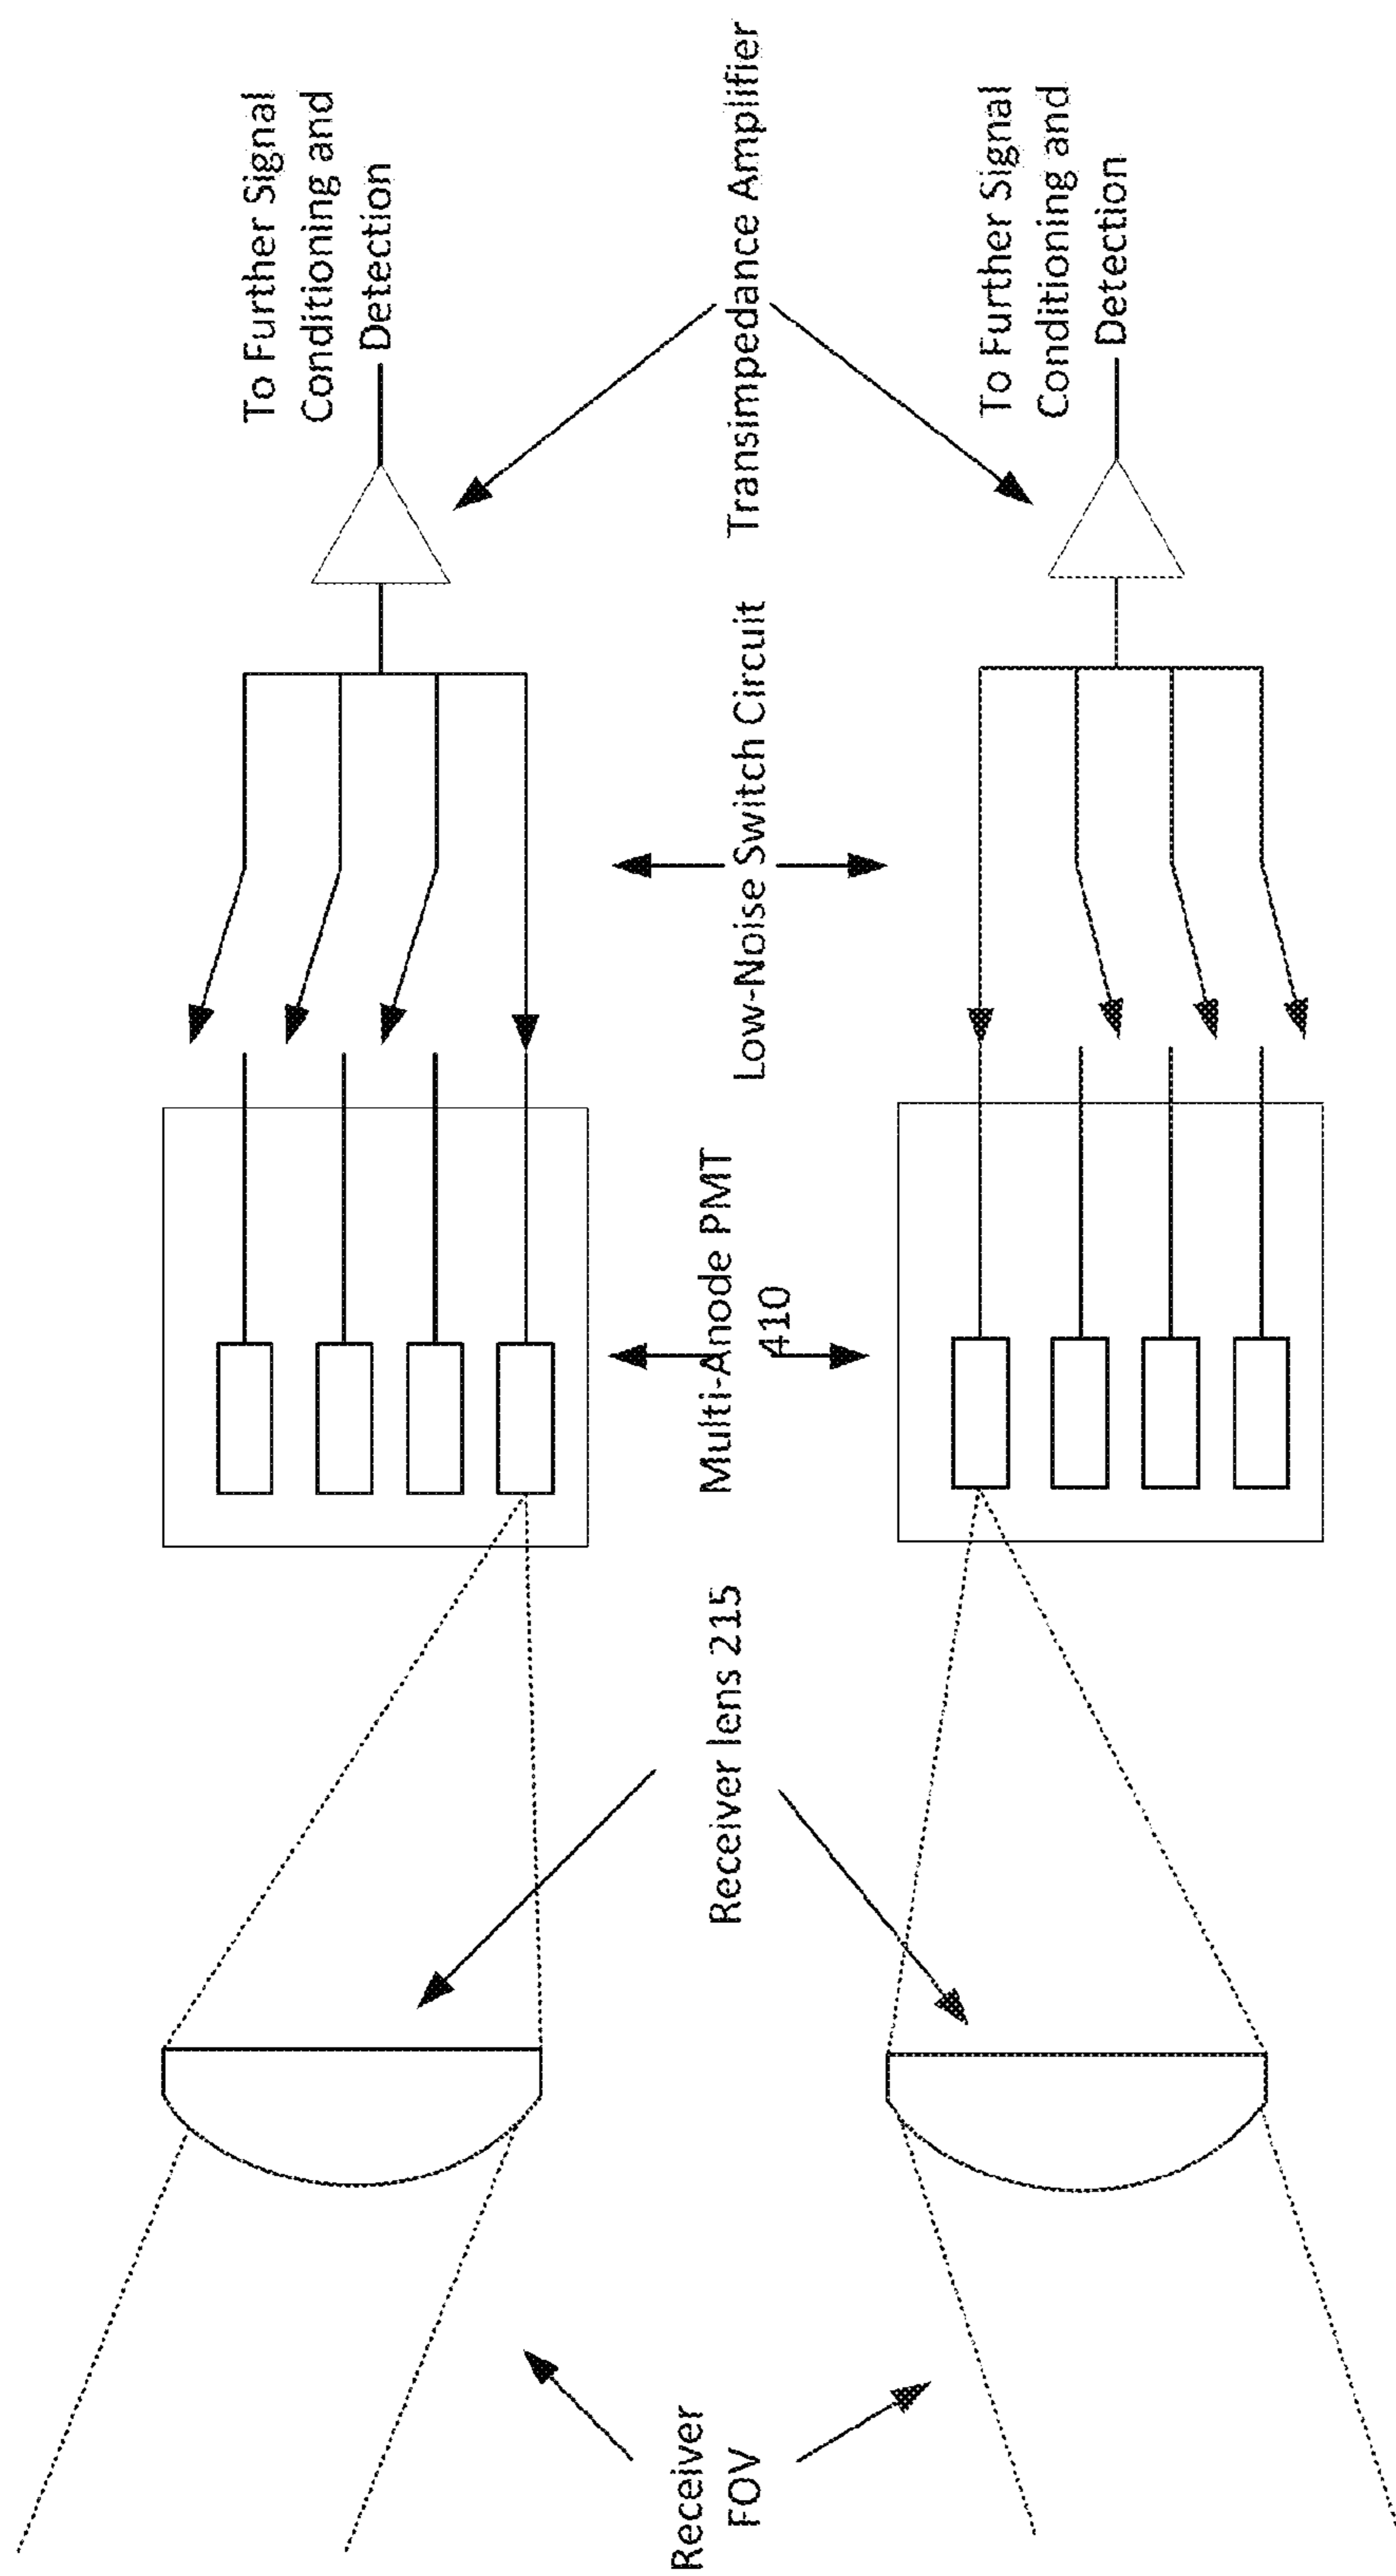 To Further Signal
Conditioning and
Detection
Receiver
FOV
Receiver lens 215
Multi-Anode PMT
410
Low-Noise Switch Circuit
Transimpedance Amplifier
To Further Signal
Conditioning and
Detection